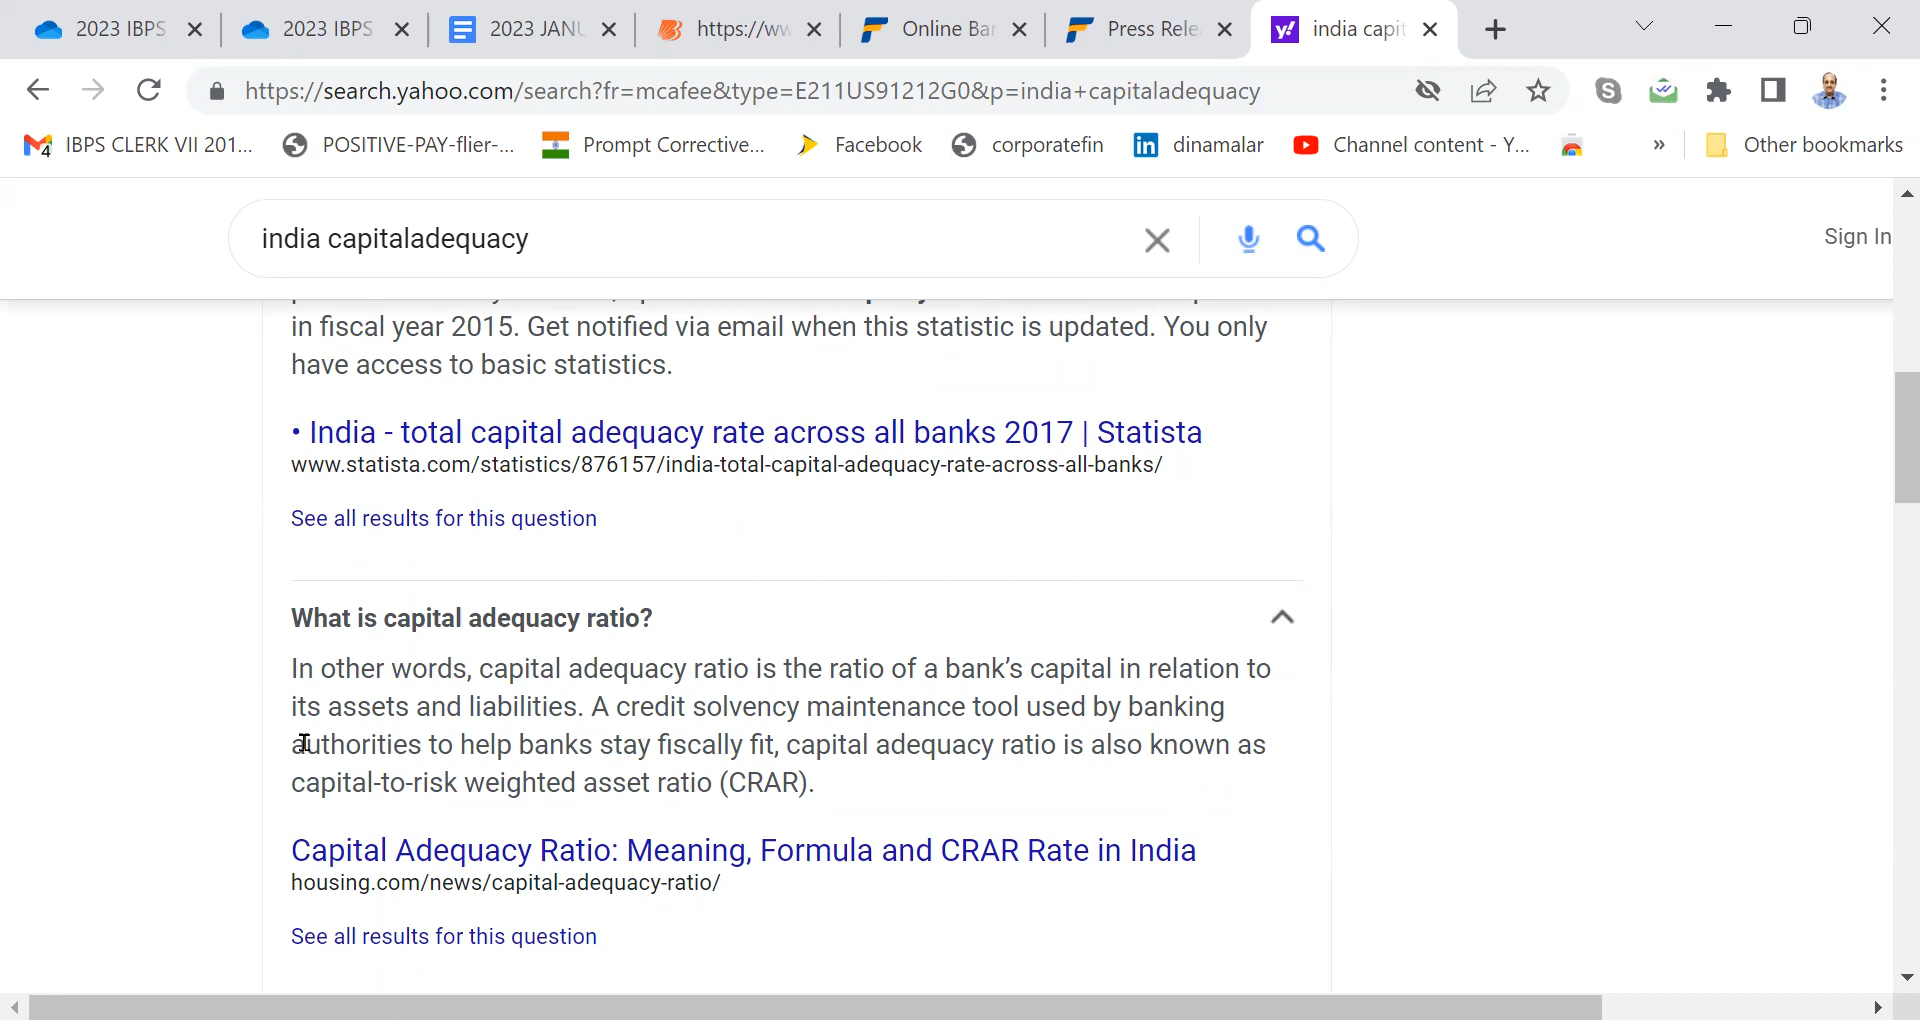 2023 IBPS
2023 IBPS
2023 JANU
https://ww
Online Ban
Press Rele
india capit
https://search.yahoo.com/search?fr=mcafee&type=E211US91212G0&p=india+capitaladequacy
IBPS CLERK VII 201...
POSITIVE-PAY-flier-...
Prompt Corrective...
Facebook
corporatefin
dinamalar
Channel content - Y...
»
Other bookmarks
india capitaladequacy
Sign In
in fiscal year 2015. Get notified via email when this statistic is updated. You only
have access to basic statistics.
• India - total capital adequacy rate across all banks 2017 | Statista
www.statista.com/statistics/876157/india-total-capital-adequacy-rate-across-all-banks/
See all results for this question
What is capital adequacy ratio?
In other words, capital adequacy ratio is the ratio of a bank’s capital in relation to
its assets and liabilities. A credit solvency maintenance tool used by banking
authorities to help banks stay fiscally fit, capital adequacy ratio is also known as
capital-to-risk weighted asset ratio (CRAR).
Capital Adequacy Ratio: Meaning, Formula and CRAR Rate in India
housing.com/news/capital-adequacy-ratio/
See all results for this question